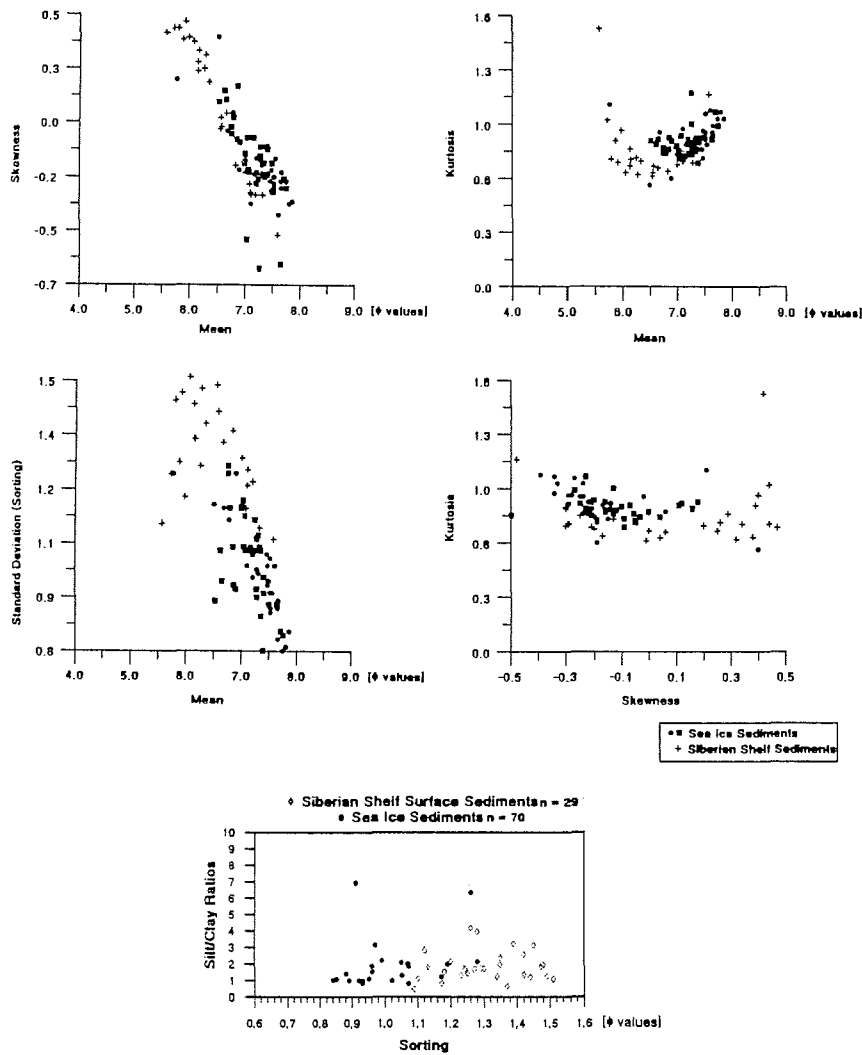 0.5
0.3
0.0
-0.2
-0.5
-0.7
Skewness
4.0 5.0 6.0 7.0 8.0 9.0 [ϕ values]
Mean
1.6
1.3
1.0
0.6
0.3
0.0
Kurtosis
4.0 5.0 6.0 7.0 8.0 9.0 [ϕ values]
Mean
1.5
1.4
1.2
1.1
0.9
0.8
Standard Deviation (Sorting)
4.0 5.0 6.0 7.0 8.0 9.0 [ϕ values]
Mean
1.6
1.3
1.0
0.6
0.3
0.0
Kurtosis
-0.5 -0.3 -0.1 0.1 0.3 0.5
Skewness
Sea Ice Sediments
+ Siberian Shelf Sediments
◊ Siberian Shelf Surface Sediments n = 29
• Sea Ice Sediments n = 70
10
9
8
7
6
5
4
3
2
1
0
Silt/Clay Ratios
0,6 0,7 0,8 0,9 1,0 1,1 1,2 1,3 1,4 1,5 1,6
[ϕ values]
Sorting